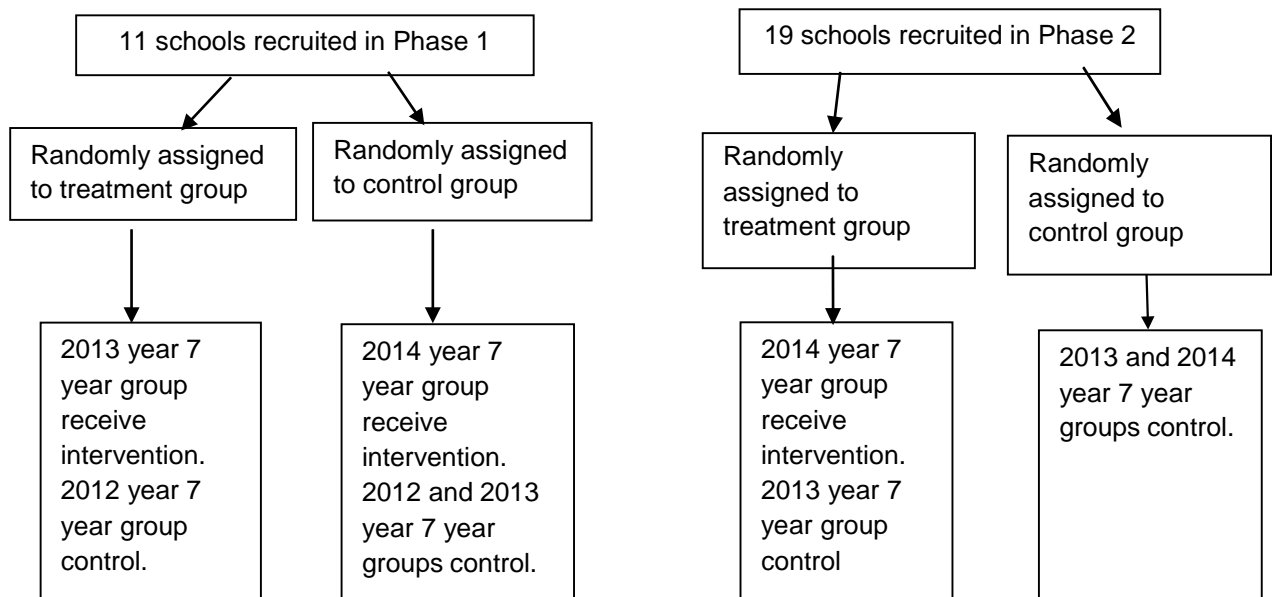 11 schools recruited in Phase 1
19 schools recruited in Phase 2
Randomly assigned
to treatment group
Randomly assigned
to control group
Randomly
assigned to
treatment group
Randomly
assigned to
control group
2013 year 7
year group
receive
intervention.
2012 year 7
year group
control.
2014 year 7
year group
receive
intervention.
2012 and 2013
year 7 year
groups control.
2014 year 7
year group
receive
intervention.
2013 year 7
year group
control
2013 and 2014
year 7 year
groups control.